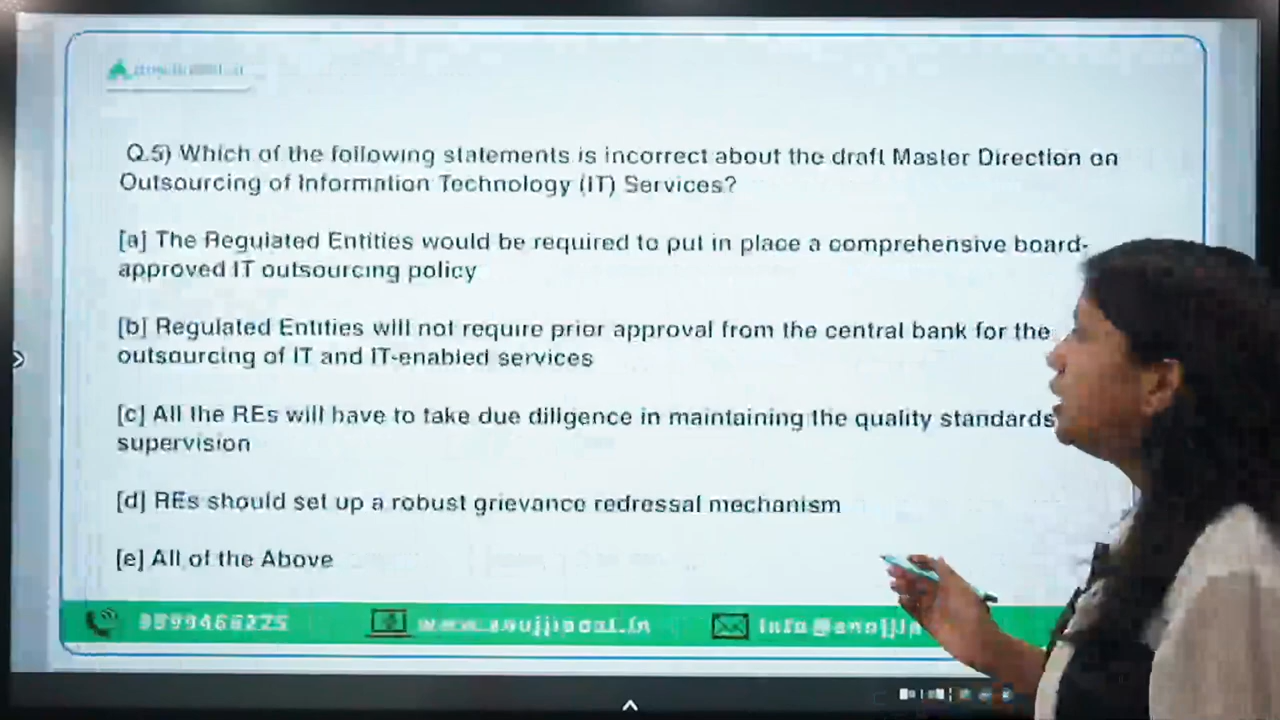 Q.5) Which of the following statements is incorrect about the draft Master Direction on
Outsourcing of Information Technology (IT) Services?
[a] The Regulated Entities would be required to put in place a comprehensive board-
approved IT outsourcing policy
[b] Regulated Entities will not require prior approval from the central bank for the
outsourcing of IT and IT-enabled services
[c] All the REs will have to take due diligence in maintaining the quality standards
supervision
[d] REs should set up a robust grievance redressal mechanism
[e] All of the Above